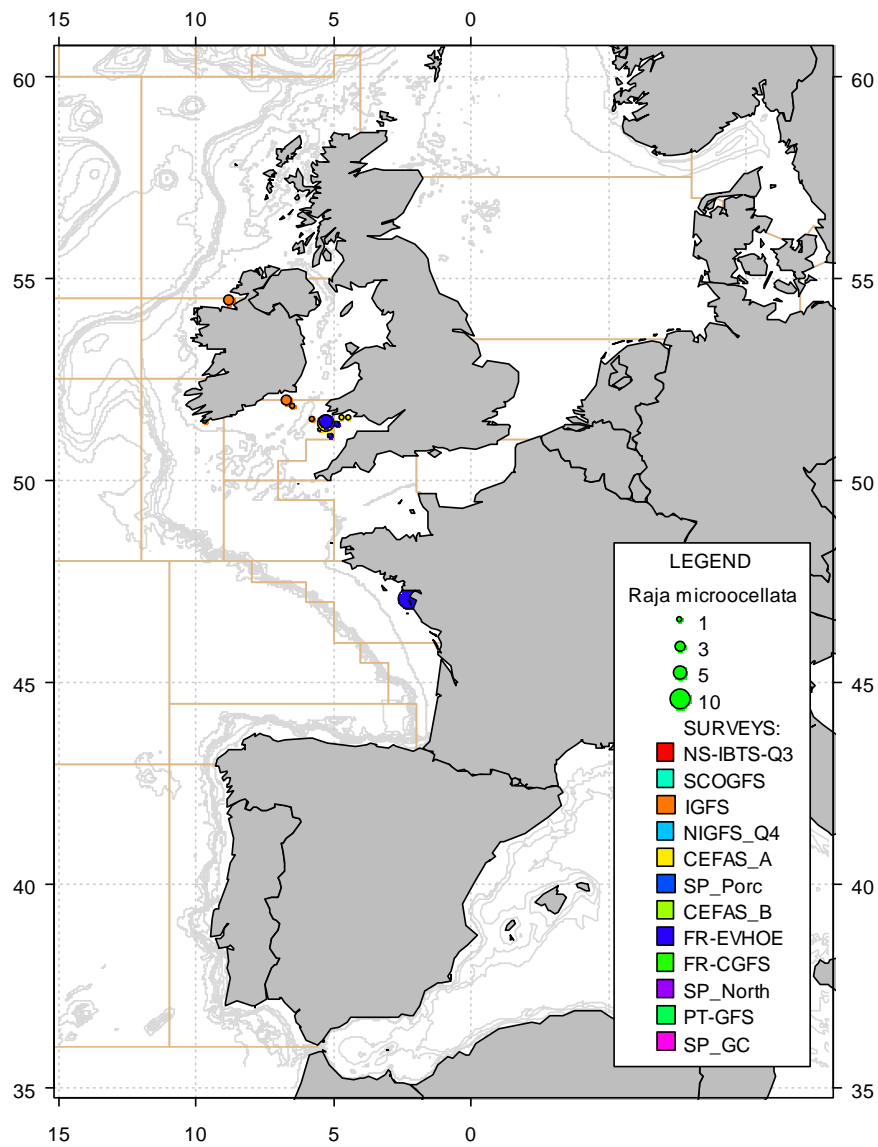 15 10 5 0
60 60
55 55
50 50
LEGEND
Raja microocellata
1
3
5
10
SURVEYS:
NS-IBTS-Q3
SCOGFS
IGFS
NIGFS_Q4
CEFAS_A
SP_Porc
CEFAS_B
FR-EVHOE
FR-CGFS
SP_North
PT-GFS
SP_GC
45 45
40 40
35 35
15 10 5 0